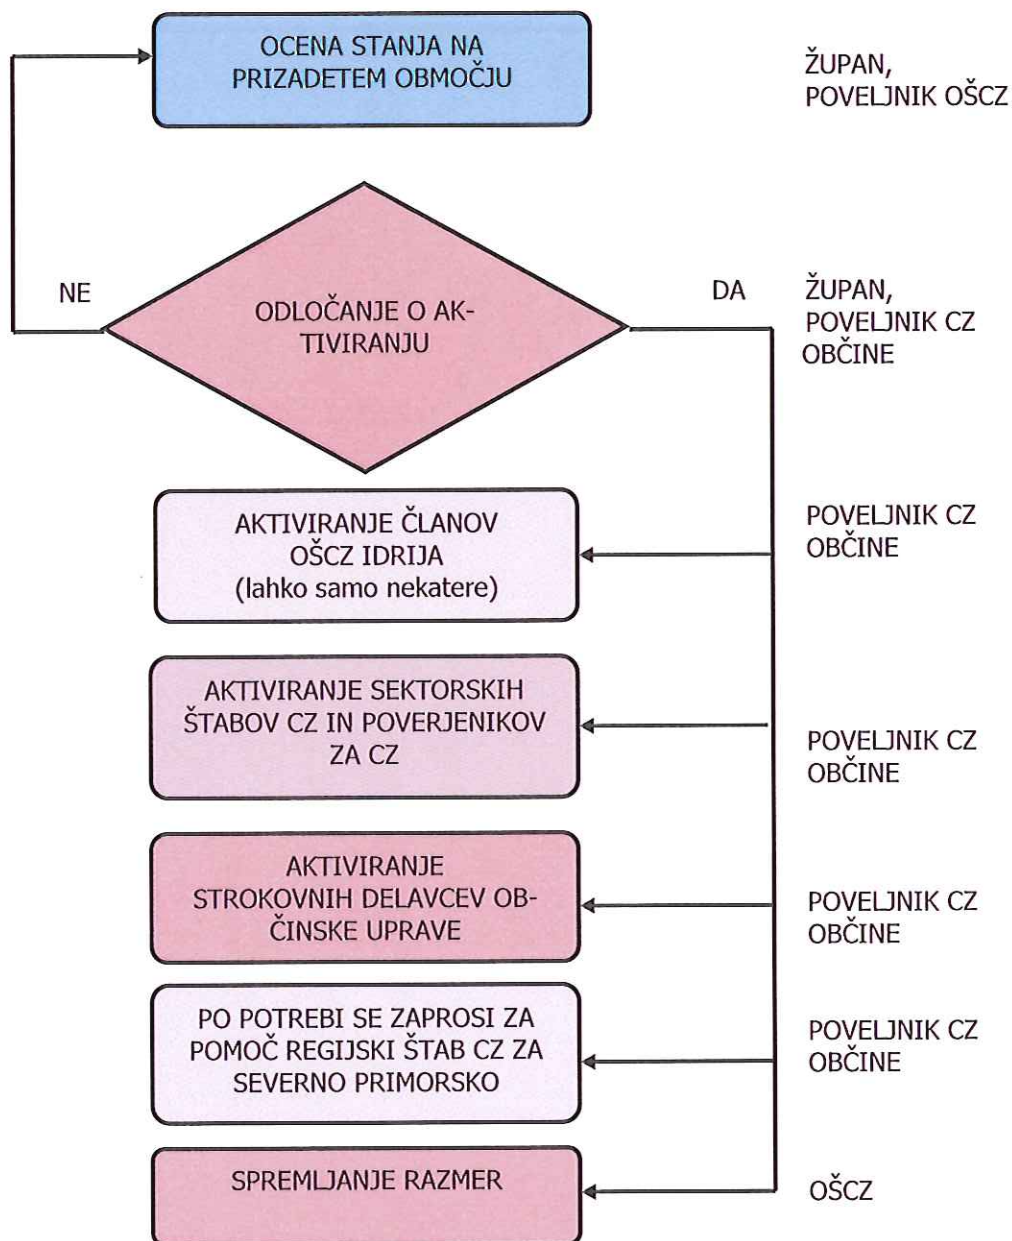 OCENA STANJA NA
PRIZADETEM OBMOČJU
ŽUPAN,
POVELJNIK OŠCZ
NE
ODLOČANJE O AK-
TIVIRANJU
DA
ŽUPAN,
POVELJNIK CZ
OBČINE
AKTIVIRANJE ČLANOV
OŠCZ IDRIJA
(lahko samo nekatere)
POVELJNIK CZ
OBČINE
AKTIVIRANJE SEKTORSKIH
ŠTABOV CZ IN POVERJENIKOV
ZA CZ
POVELJNIK CZ
OBČINE
AKTIVIRANJE
STROKOVNIH DELAVCEV OB-
ČINSKE UPRAVE
POVELJNIK CZ
OBČINE
PO POTREBI SE ZAPROSI ZA
POMOČ REGIJSKI ŠTAB CZ ZA
SEVERNO PRIMORSKO
POVELJNIK CZ
OBČINE
SPREMLJANJE RAZMER
OŠCZ